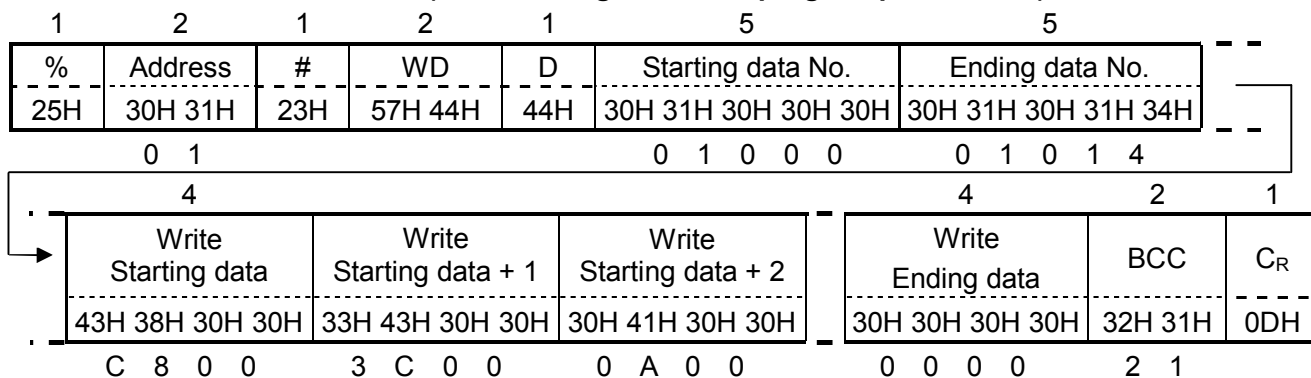 1 2 1 2 1 5 5
% Address # WD D Starting data No. Ending data No.
25H 30H 31H 23H 57H 44H 44H 30H 31H 30H 30H 30H 30H 31H 30H 31H 34H
0 1 0 1 0 0 0 0 1 0 1 4
4 4 2 1
Write Write Write Write
Starting data Starting data + 1 Starting data + 2 Ending data BCC CR
43H 38H 30H 30H 33H 43H 30H 30H 30H 41H 30H 30H 30H 30H 30H 30H 32H 31H 0DH
C 8 0 0 3 C 0 0 0 A 0 0 0 0 0 0 2 1